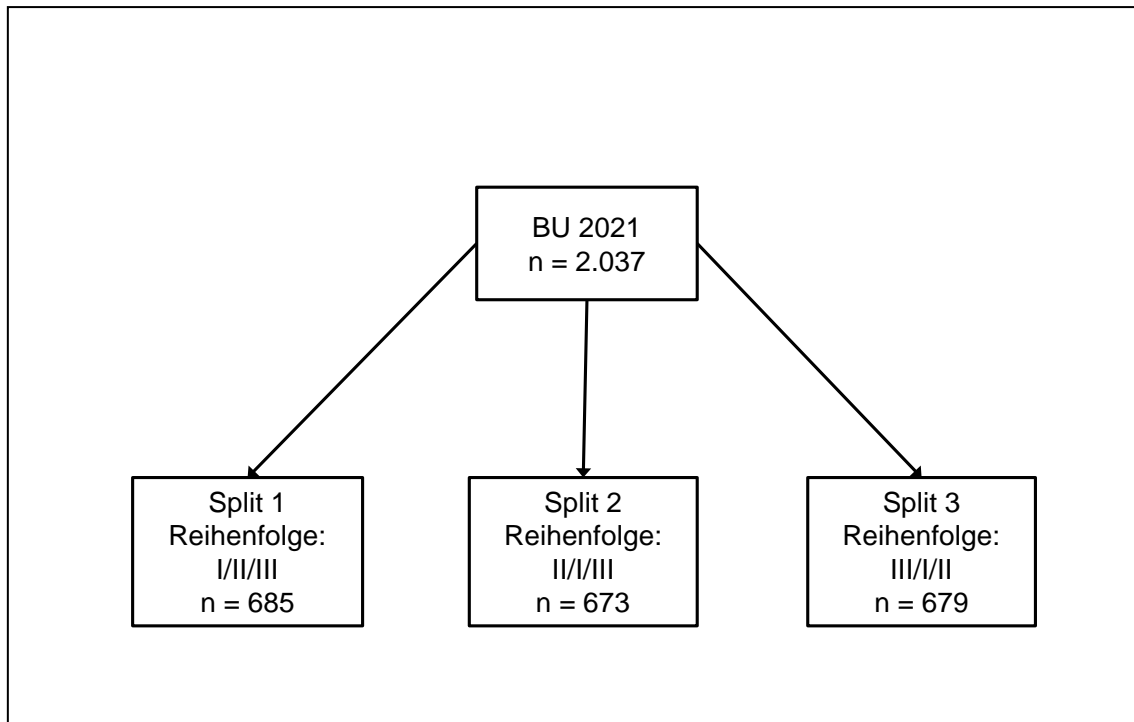 BU 2021
n = 2.037
Split 1
Reihenfolge:
I/II/III
n = 685
Split 2
Reihenfolge:
II/I/III
n = 673
Split 3
Reihenfolge:
III/I/II
n = 679